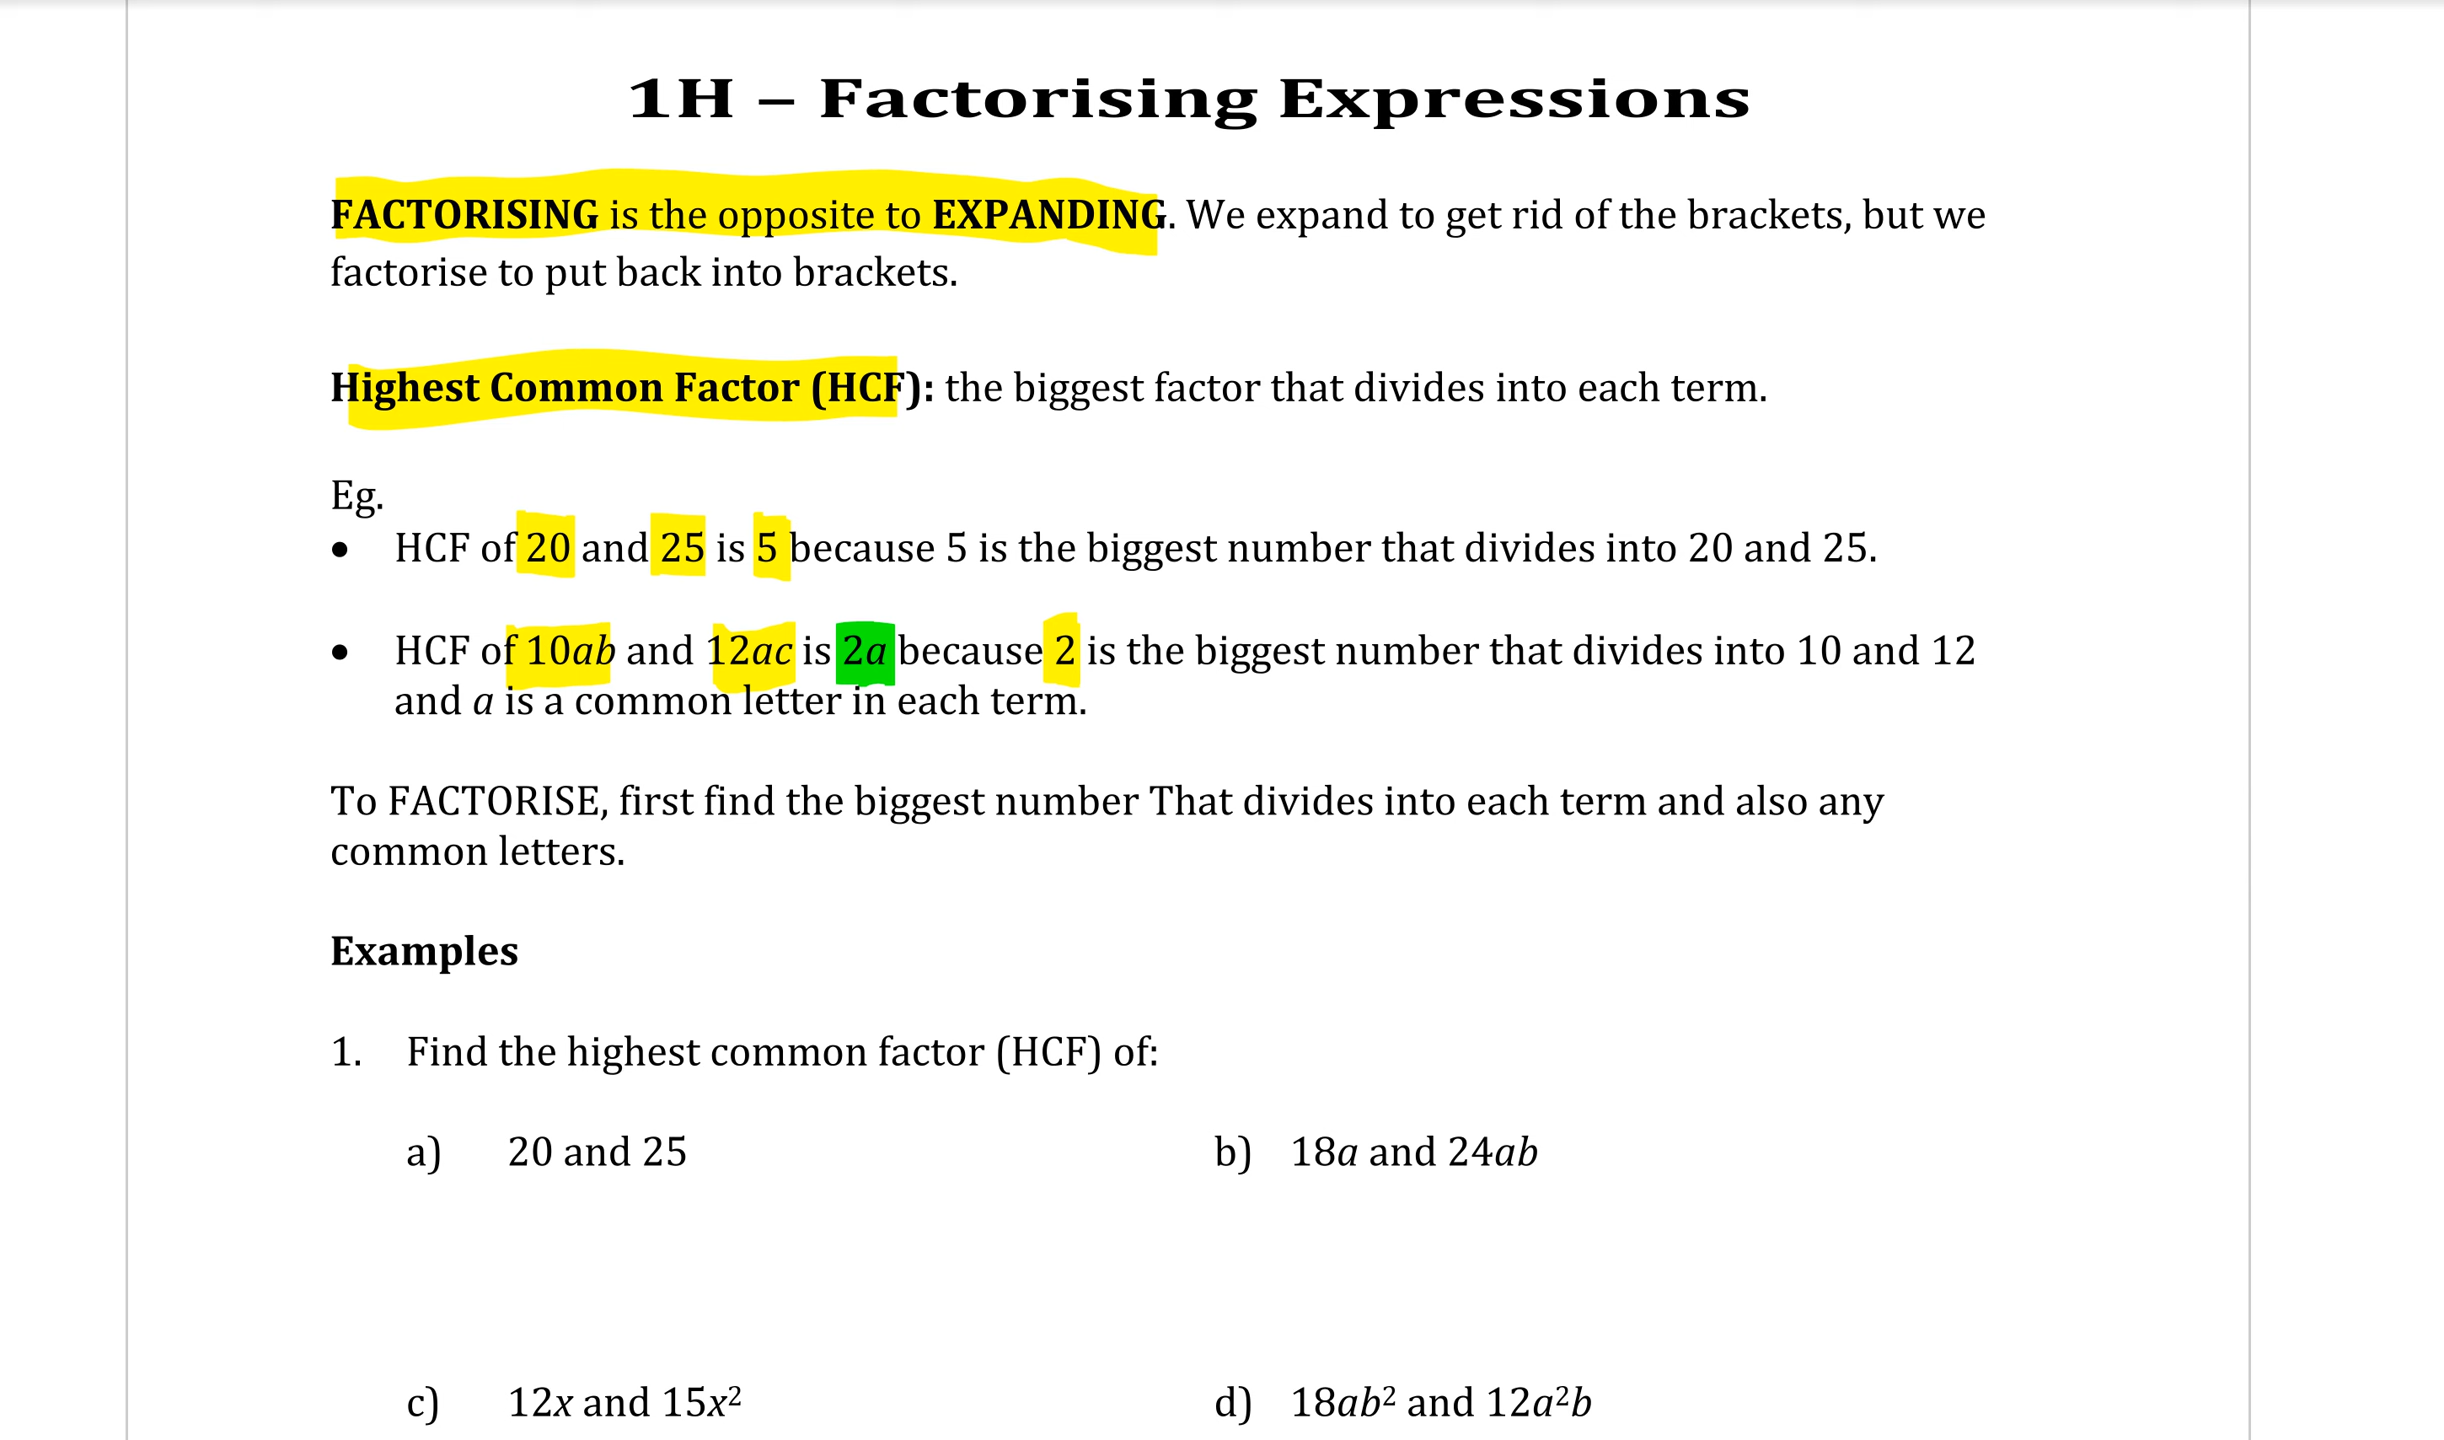 1H – Factorising Expressions
FACTORISING is the opposite to EXPANDING. We expand to get rid of the brackets, but we
factorise to put back into brackets.
Highest Common Factor (HCF): the biggest factor that divides into each term.
Eg.
• HCF of 20 and 25 is 5 because 5 is the biggest number that divides into 20 and 25.
• HCF of 10ab and 12ac is 2a because 2 is the biggest number that divides into 10 and 12
and a is a common letter in each term.
To FACTORISE, first find the biggest number That divides into each term and also any
common letters.
Examples
1. Find the highest common factor (HCF) of:
a) 20 and 25 b) 18a and 24ab
c) 12x and 15x² d) 18ab² and 12a²b